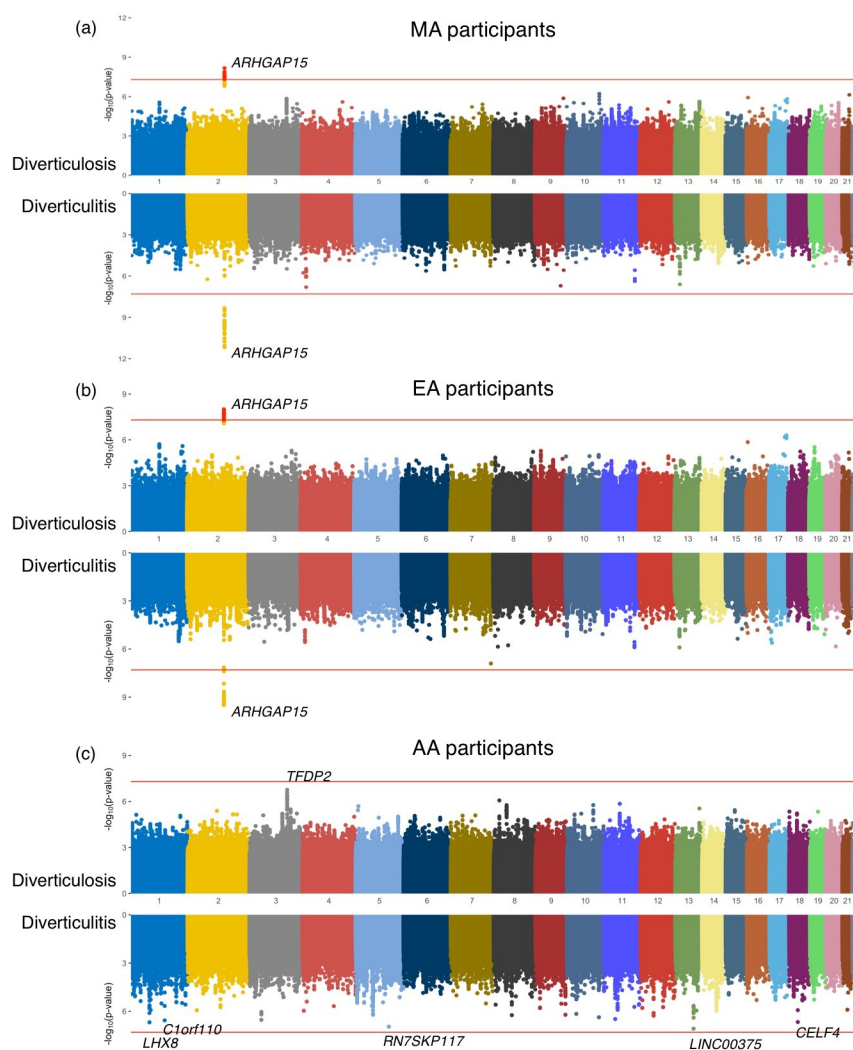 (a) MA participants
12
ARHGAP15
9
-log10(p-value)
6
3
Diverticulosis
0
1 2 3 4 5 6 7 8 9 10 11 12 13 14 15 16 17 18 19 20 21
0
Diverticulitis
3
-log10(p-value)
6
9
ARHGAP15
12
(b) EA participants
9
ARHGAP15
-log10(p-value)
6
3
Diverticulosis
0
1 2 3 4 5 6 7 8 9 10 11 12 13 14 15 16 17 18 19 20 21
0
Diverticulitis
3
-log10(p-value)
6
9
ARHGAP15
(c) AA participants
9
TFDP2
-log10(p-value)
6
3
Diverticulosis
0
1 2 3 4 5 6 7 8 9 10 11 12 13 14 15 16 17 18 19 20 21
0
Diverticulitis
3
-log10(p-value)
6
C1orf110 CELF4
LHX8 RN7SKP117 LINC00375